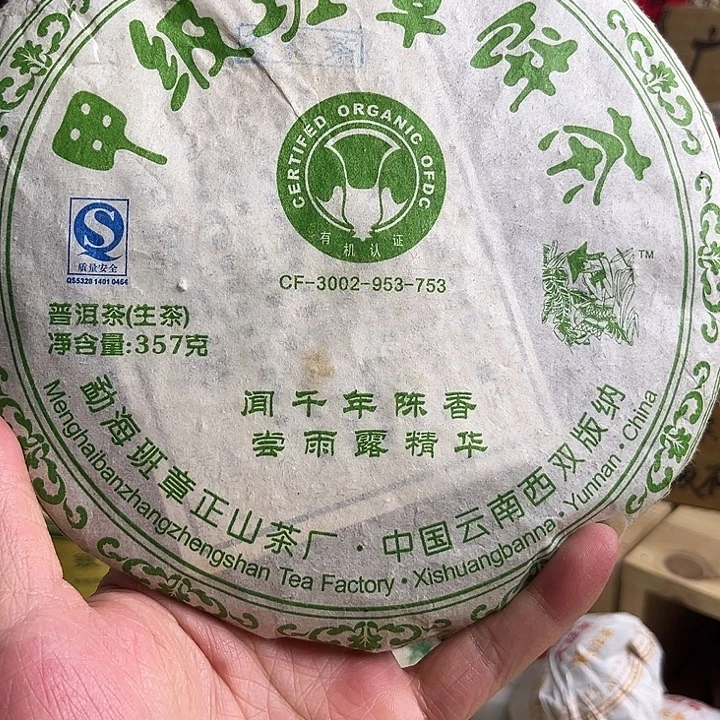 甲级班章饼茶
CERTIFED ORGANIC OFDC
有机认证
CF-3002-953-753
QS
质量安全
QS5328 1401 0464
TM
普洱茶(生茶)
净含量:357克
闻千年陈香
尝雨露精华
勐海班章正山茶厂·中国云南西双版纳
Menghaibanzhangzhengshan Tea Factory·Xishuangbanna·Yunnan·China